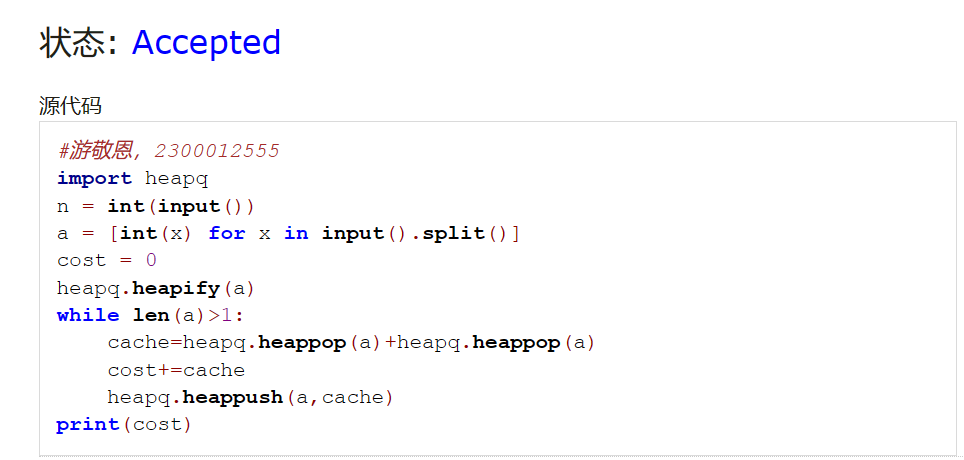 状态: Accepted
源代码
#游敬恩, 2300012555
import heapq
n = int(input())
a = [int(x) for x in input().split()]
cost = 0
heapq.heapify(a)
while len(a)>1:
    cache=heapq.heappop(a)+heapq.heappop(a)
    cost+=cache
    heapq.heappush(a,cache)
print(cost)